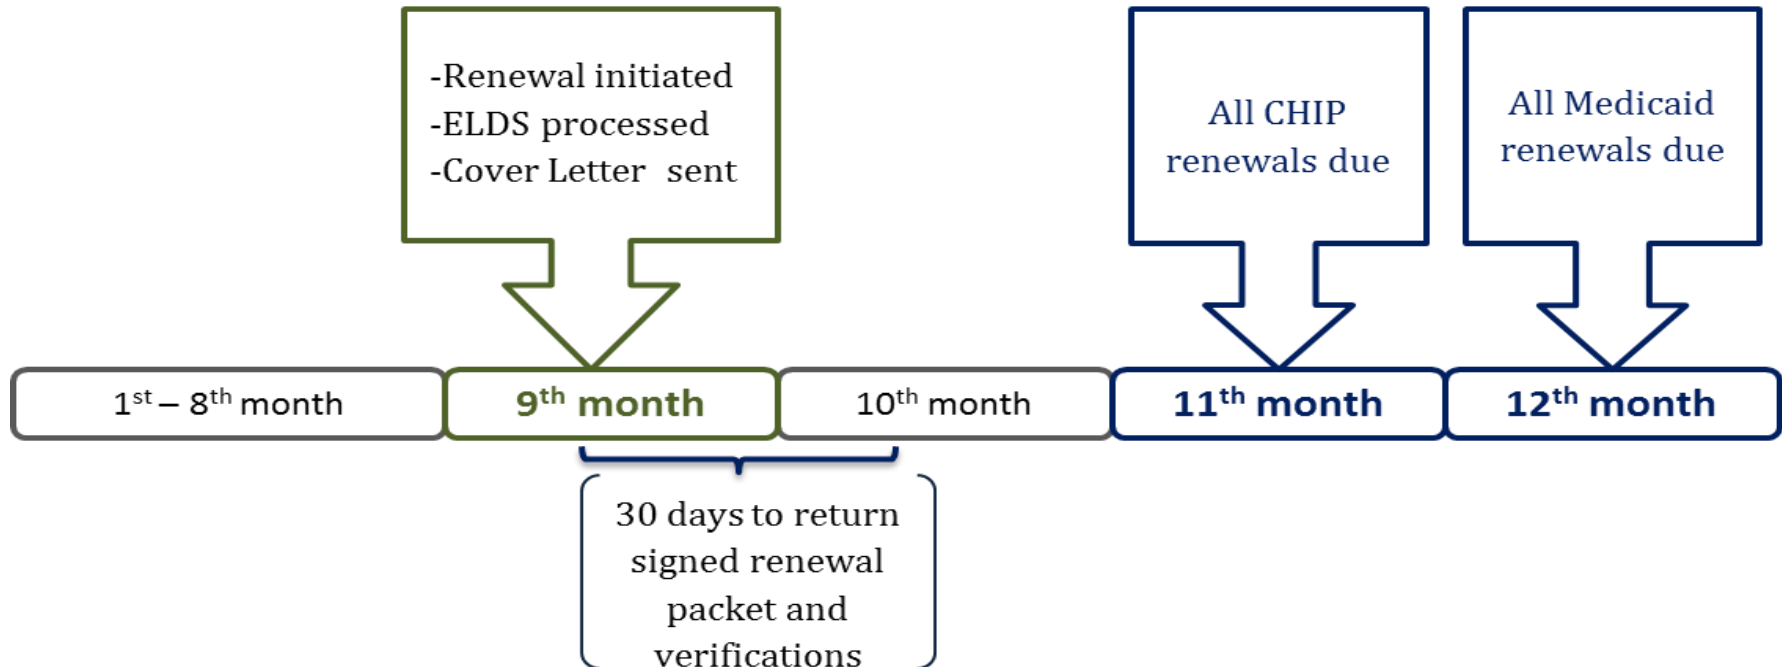 -Renewal initiated
-ELDS processed
-Cover Letter sent
All CHIP
renewals due
All Medicaid
renewals due
1st – 8th month
9th month
10th month
11th month
12th month
30 days to return
signed renewal
packet and
verifications